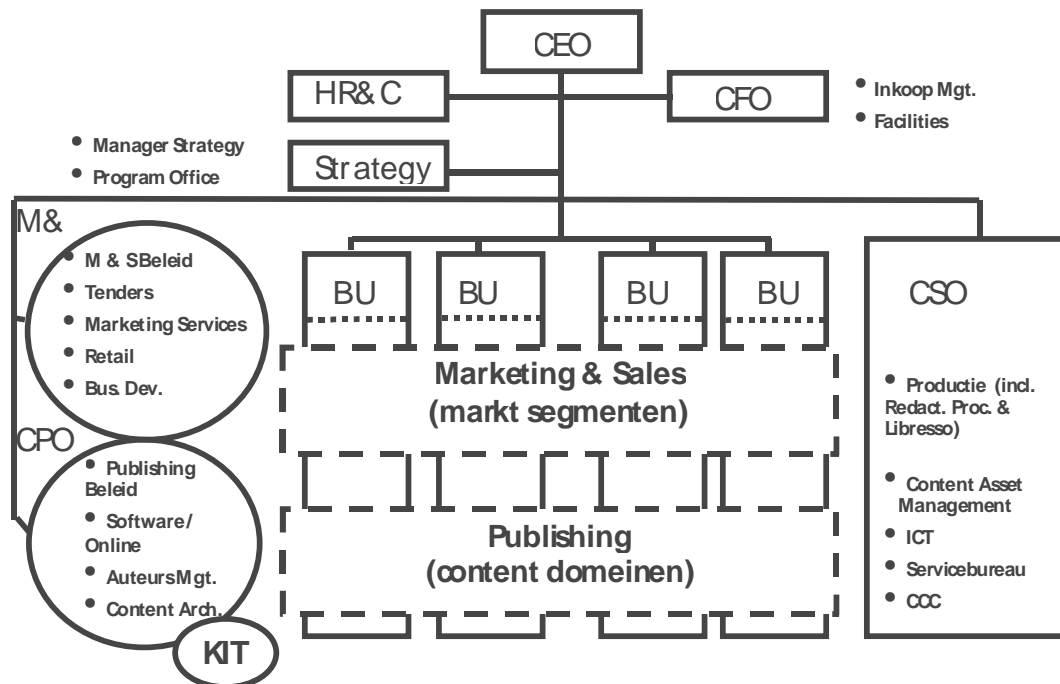 CEO
HR& C
CFO
• Inkoop Mgt.
• Facilities
• Manager Strategy
• Program Office
Strategy
M&
• M & SBeleid
• Tenders
• Marketing Services
• Retail
• Bus. Dev.
BU
BU
BU
BU
CSO
Marketing & Sales
(markt segmenten)
• Productie (incl.
Redact. Proc. &
Libresso)
CPO
• Publishing
Beleid
• Software/
Online
• AuteursMgt.
• Content Arch.
Publishing
(content domeinen)
• Content Asset
Management
• ICT
• Servicebureau
• CCC
KIT